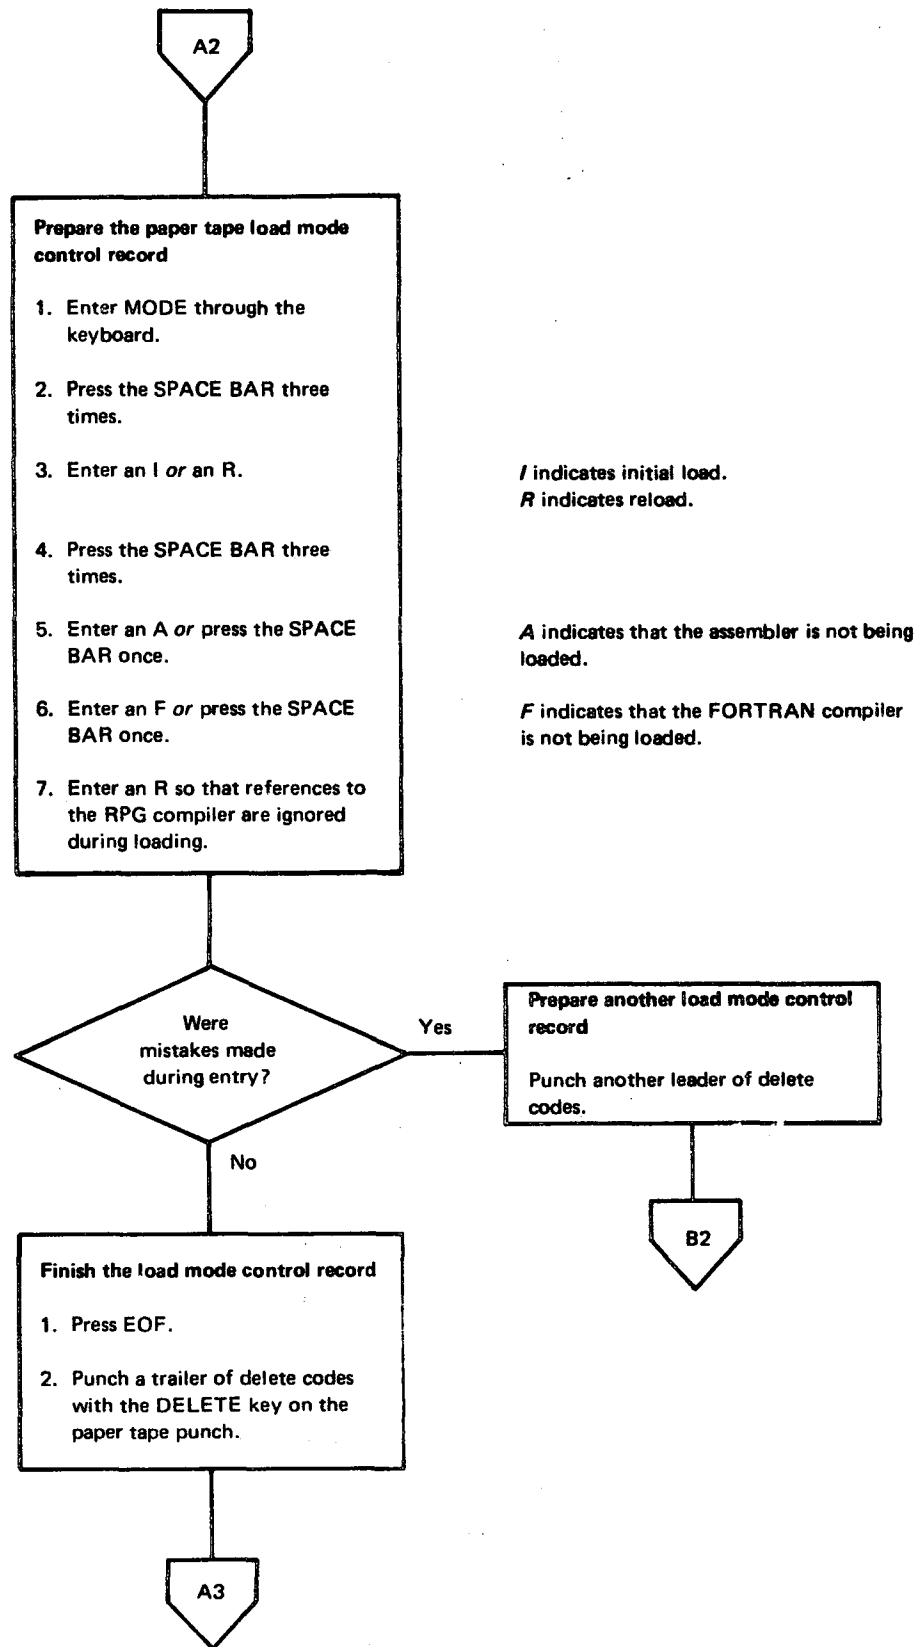 A2
Prepare the paper tape load mode
control record
1. Enter MODE through the
keyboard.
2. Press the SPACE BAR three
times.
3. Enter an I or an R.
I indicates initial load.
R indicates reload.
4. Press the SPACE BAR three
times.
5. Enter an A or press the SPACE
BAR once.
A indicates that the assembler is not being
loaded.
6. Enter an F or press the SPACE
BAR once.
F indicates that the FORTRAN compiler
is not being loaded.
7. Enter an R so that references to
the RPG compiler are ignored
during loading.
Were
mistakes made
during entry?
Yes
Prepare another load mode control
record
Punch another leader of delete
codes.
No
B2
Finish the load mode control record
1. Press EOF.
2. Punch a trailer of delete codes
with the DELETE key on the
paper tape punch.
A3